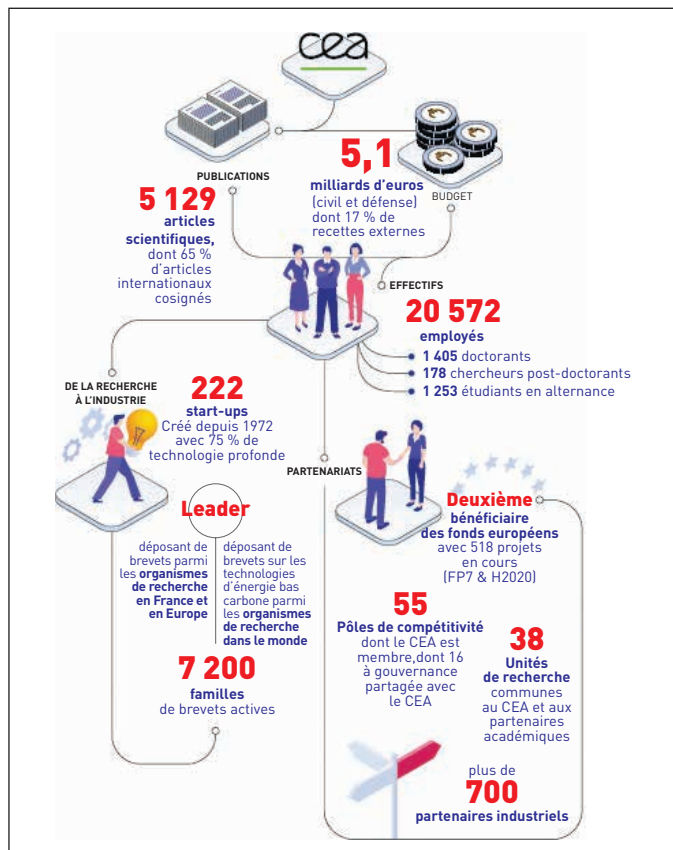 cea
PUBLICATIONS
5 129
articles
scientifiques,
dont 65 %
d'articles
internationaux
cosignés
5,1
milliards d'euros
(civil et défense)
dont 17 % de
recettes externes
BUDGET
EFFECTIFS
20 572
employés
1 405 doctorants
178 chercheurs post-doctorants
1 253 étudiants en alternance
DE LA RECHERCHE
À L'INDUSTRIE
222
start-ups
Créé depuis 1972
avec 75 % de
technologie profonde
Leader
déposant de
brevets parmi
les organismes
de recherche
en France et
en Europe
déposant de
brevets sur les
technologies
d'énergie bas
carbone parmi
les organismes
de recherche
dans le monde
7 200
familles
de brevets actives
PARTENARIATS
Deuxième
bénéficiaire
des fonds européens
avec 518 projets
en cours
(FP7 & H2020)
55
Pôles de compétitivité
dont le CEA est
membre,dont 16
à gouvernance
partagée avec
le CEA
38
Unités
de recherche
communes
au CEA et aux
partenaires
académiques
plus de
700
partenaires industriels